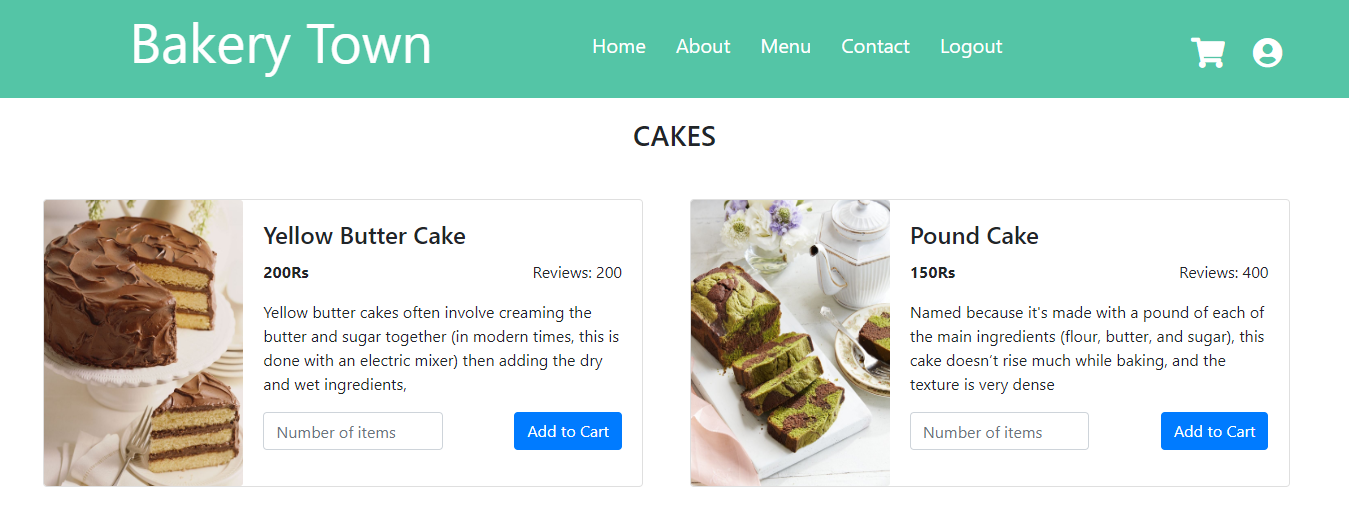 Bakery Town
Home About Menu Contact Logout
CAKES
Yellow Butter Cake
200Rs Reviews: 200
Yellow butter cakes often involve creaming the
butter and sugar together (in modern times, this is
done with an electric mixer) then adding the dry
and wet ingredients,
Number of items Add to Cart
Pound Cake
150Rs Reviews: 400
Named because it's made with a pound of each of
the main ingredients (flour, butter, and sugar), this
cake doesn’t rise much while baking, and the
texture is very dense
Number of items Add to Cart